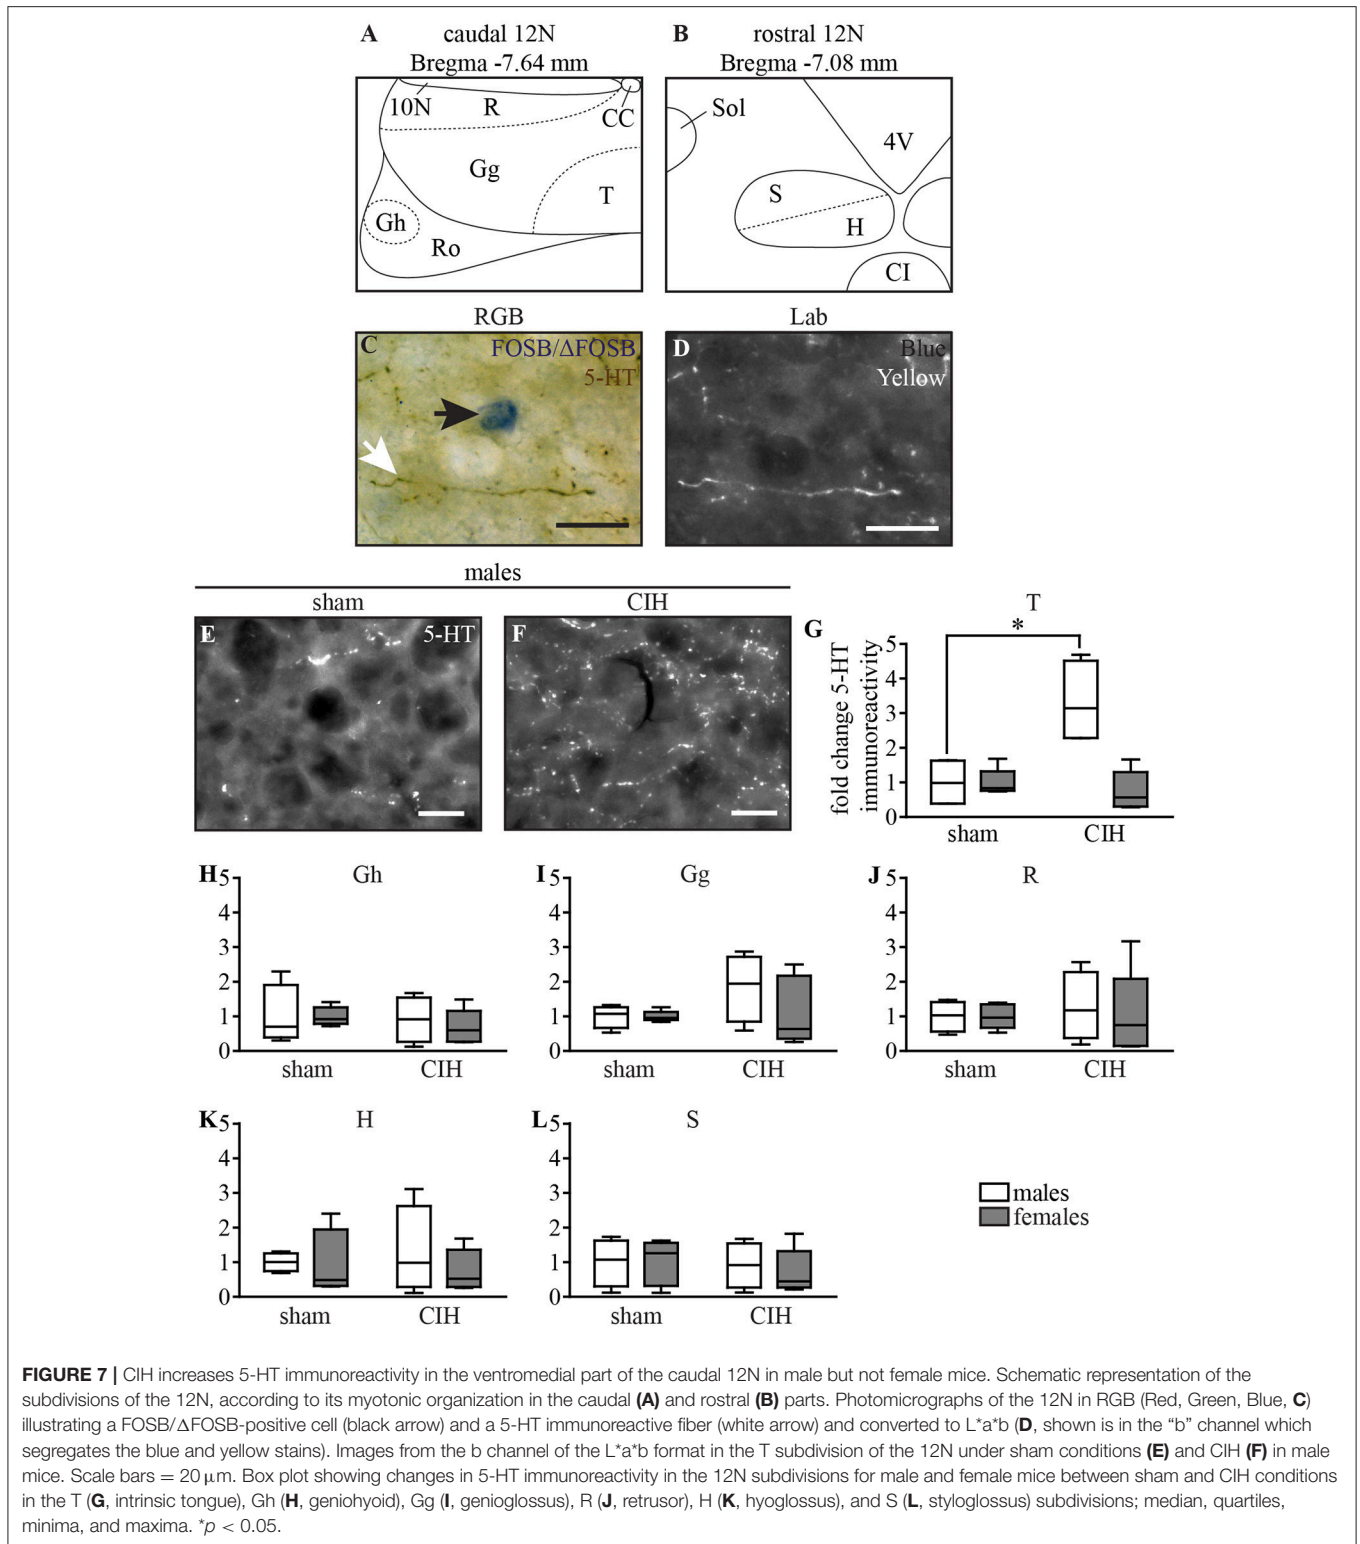 A caudal 12N
Bregma -7.64 mm
B rostral 12N
Bregma -7.08 mm
10N R CC
Gg
T
Gh
Ro
Sol
4V
S
H
CI
RGB
C FOSB/ΔFOSB
5-HT
Lab
D Blue
Yellow
males
sham CIH
E 5-HT
F
G T
*
fold change 5-HT
immunoreactivity
5
4
3
2
1
0
sham CIH
H Gh
5
4
3
2
1
0
sham CIH
I Gg
5
4
3
2
1
0
sham CIH
J R
5
4
3
2
1
0
sham CIH
K H
5
4
3
2
1
0
sham CIH
L S
5
4
3
2
1
0
sham CIH
males
females
FIGURE 7 | CIH increases 5-HT immunoreactivity in the ventromedial part of the caudal 12N in male but not female mice. Schematic representation of the
subdivisions of the 12N, according to its myotonic organization in the caudal (A) and rostral (B) parts. Photomicrographs of the 12N in RGB (Red, Green, Blue, C)
illustrating a FOSB/ΔFOSB-positive cell (black arrow) and a 5-HT immunoreactive fiber (white arrow) and converted to L*a*b (D, shown is in the “b” channel which
segregates the blue and yellow stains). Images from the b channel of the L*a*b format in the T subdivision of the 12N under sham conditions (E) and CIH (F) in male
mice. Scale bars = 20 μm. Box plot showing changes in 5-HT immunoreactivity in the 12N subdivisions for male and female mice between sham and CIH conditions
in the T (G, intrinsic tongue), Gh (H, geniohyoid), Gg (I, genioglossus), R (J, retrusor), H (K, hyoglossus), and S (L, styloglossus) subdivisions; median, quartiles,
minima, and maxima. *p < 0.05.